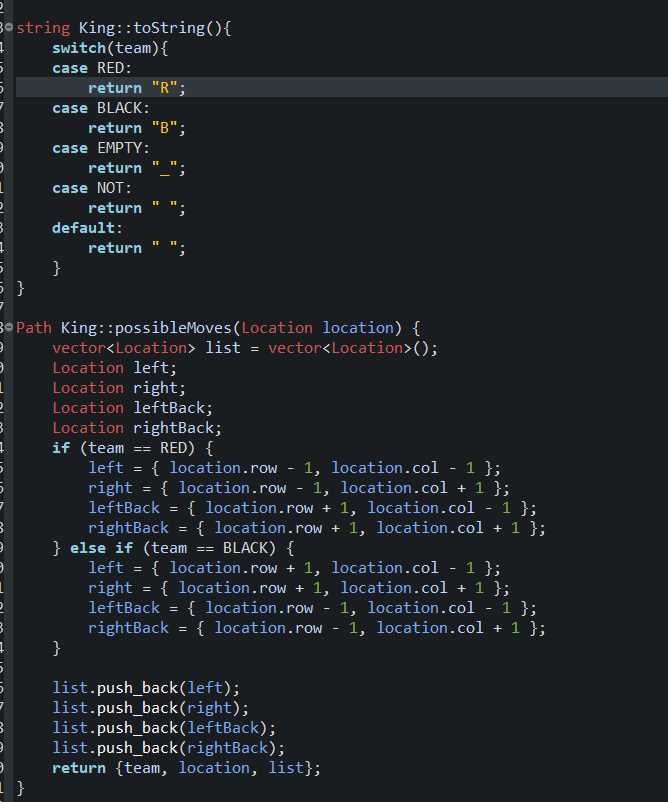 string King::toString(){
    switch(team){
    case RED:
        return "R";
    case BLACK:
        return "B";
    case EMPTY:
        return "_";
    case NOT:
        return " ";
    default:
        return " ";
    }
}
Path King::possibleMoves(Location location) {
    vector<Location> list = vector<Location>();
    Location left;
    Location right;
    Location leftBack;
    Location rightBack;
    if (team == RED) {
        left = { location.row - 1, location.col - 1 };
        right = { location.row - 1, location.col + 1 };
        leftBack = { location.row + 1, location.col - 1 };
        rightBack = { location.row + 1, location.col + 1 };
    } else if (team == BLACK) {
        left = { location.row + 1, location.col - 1 };
        right = { location.row + 1, location.col + 1 };
        leftBack = { location.row - 1, location.col - 1 };
        rightBack = { location.row - 1, location.col + 1 };
    }
    list.push_back(left);
    list.push_back(right);
    list.push_back(leftBack);
    list.push_back(rightBack);
    return {team, location, list};
}